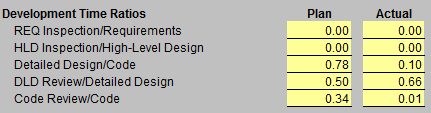 Development Time Ratios Plan Actual
REQ Inspection/Requirements 0.00 0.00
HLD Inspection/High-Level Design 0.00 0.00
Detailed Design/Code 0.78 0.10
DLD Review/Detailed Design 0.50 0.66
Code Review/Code 0.34 0.01